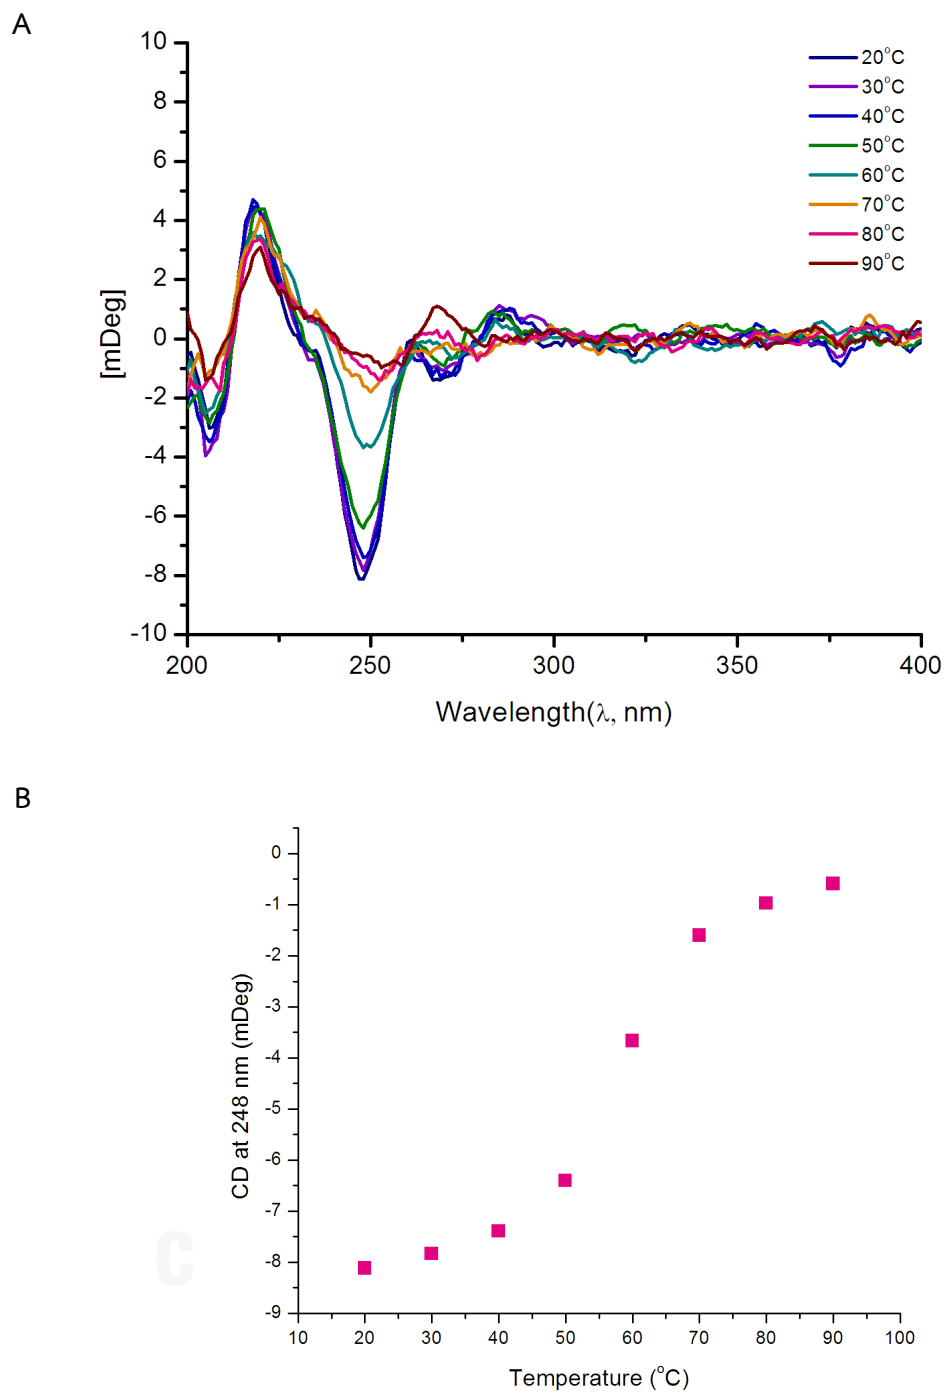 A
10
8
6
4
2
0
-2
-4
-6
-8
-10
[mDeg]
20°C
30°C
40°C
50°C
60°C
70°C
80°C
90°C
200 250 300 350 400
Wavelength(λ, nm)
B
0
-1
-2
-3
-4
-5
-6
-7
-8
-9
CD at 248 nm (mDeg)
C
10 20 30 40 50 60 70 80 90 100
Temperature (°C)